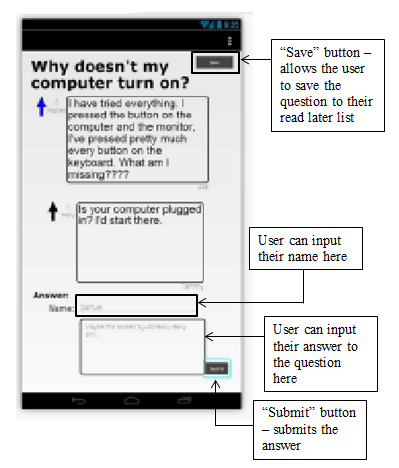 9:25
Save
Why doesn't my
computer turn on?
I have tried everything. I
pressed the button on the
computer and the monitor,
I've pressed pretty much
every button on the
keyboard. What am I
missing????
Is your computer plugged
in? I'd start there.
Tammy
Answer:
Name:
Samuel
Submit
“Save” button –
allows the user
to save the
question to their
read later list
User can input
their name here
User can input
their answer to
the question
here
“Submit” button
– submits the
answer